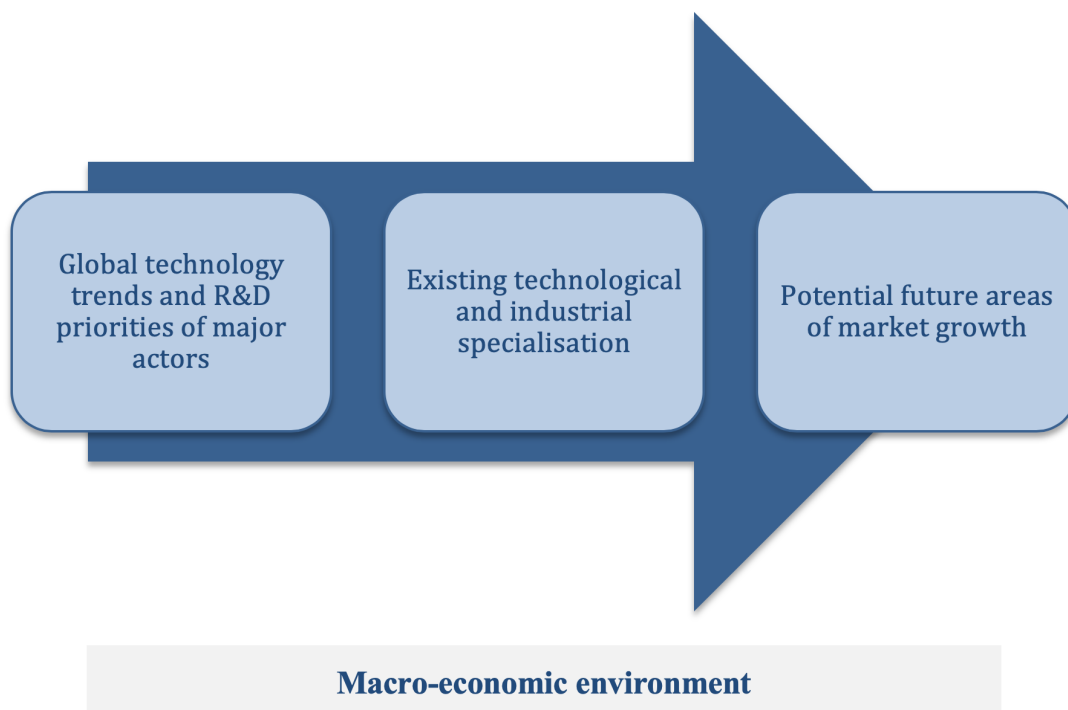 Global technology
trends and R&D
priorities of major
actors
Existing technological
and industrial
specialisation
Potential future areas
of market growth
Macro-economic environment